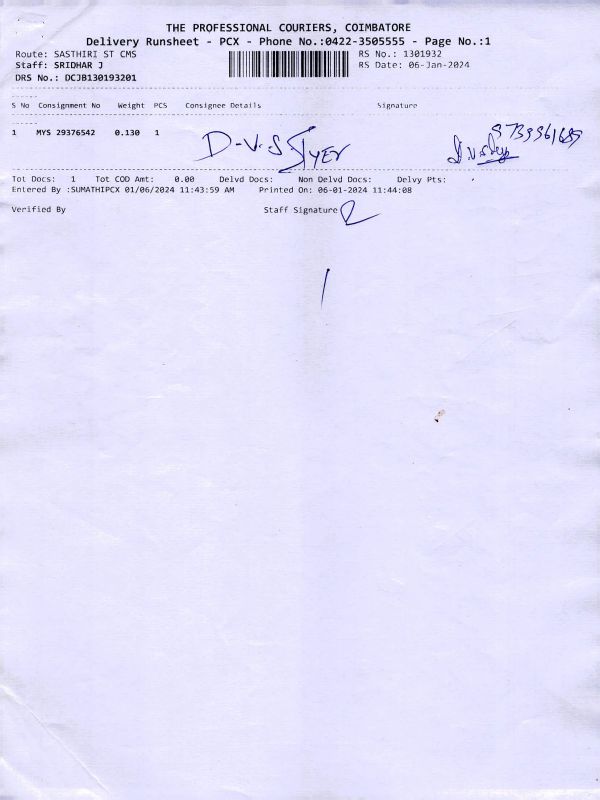 THE PROFESSIONAL COURIERS, COIMBATORE
Delivery Runsheet - PCX - Phone No.:0422-3505555 - Page No.:1
Route: SASTHIRI ST CMS RS No.: 1301932
Staff: SRIDHAR J RS Date: 06-Jan-2024
DRS No.: DCJB130193201
S No Consignment No Weight PCS Consignee Details Signature
1 MYS 29376542 0.130 1 D-V-S Iyer
Tot Docs: 1 Tot COD Amt: 0.00 Delvd Docs: Non Delvd Docs: Delvy Pts:
Entered By :SUMATHIPCX 01/06/2024 11:43:59 AM Printed On: 06-01-2024 11:44:08
Verified By Staff Signature